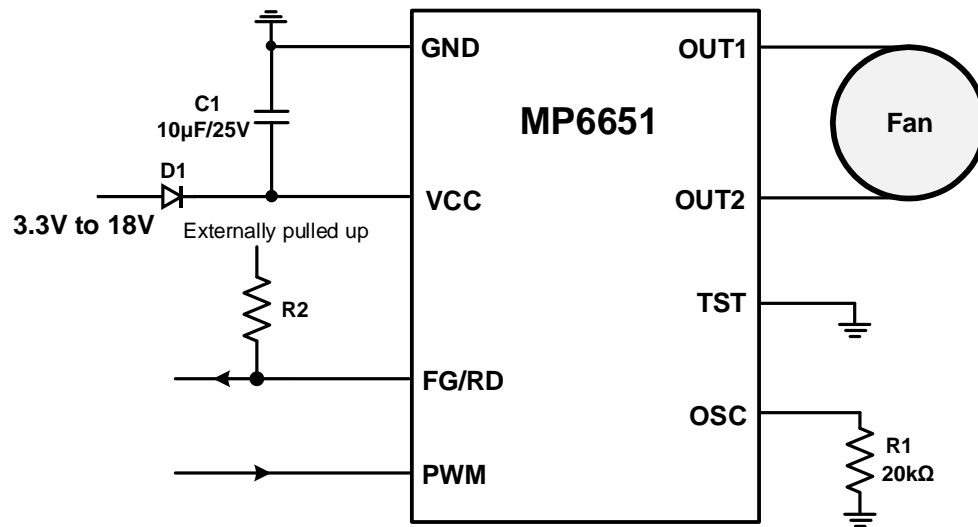 GND
OUT1
C1
10µF/25V
MP6651
Fan
D1
VCC
OUT2
3.3V to 18V
Externally pulled up
R2
TST
FG/RD
OSC
R1
20kΩ
PWM